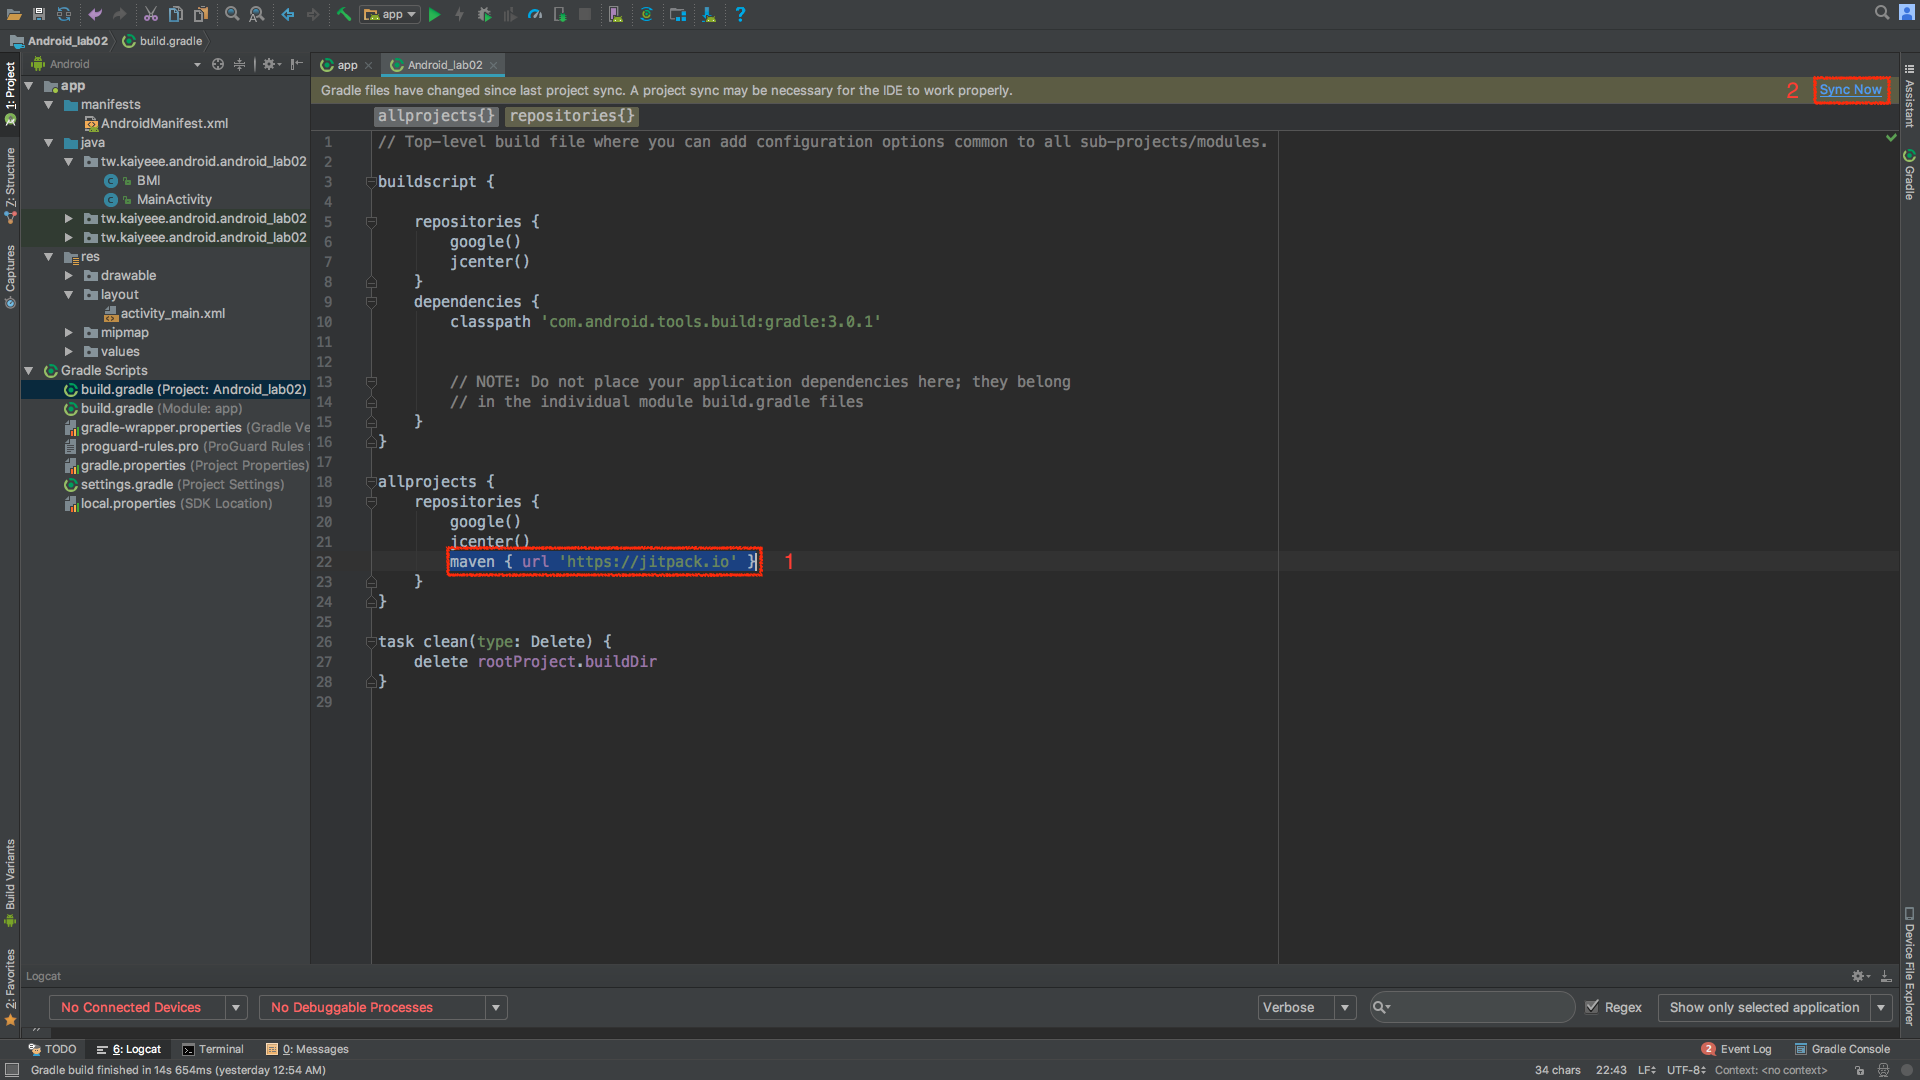 app
Android_lab02
build.gradle
Android
app
Android_lab02
1: Project
Z: Structure
Captures
Build Variants
2: Favorites
app
manifests
AndroidManifest.xml
java
tw.kaiyeee.android.android_lab02
BMI
MainActivity
tw.kaiyeee.android.android_lab02
tw.kaiyeee.android.android_lab02
res
drawable
layout
activity_main.xml
mipmap
values
Gradle Scripts
build.gradle (Project: Android_lab02)
build.gradle (Module: app)
gradle-wrapper.properties (Gradle Ve
proguard-rules.pro (ProGuard Rules
gradle.properties (Project Properties)
settings.gradle (Project Settings)
local.properties (SDK Location)
Gradle files have changed since last project sync. A project sync may be necessary for the IDE to work properly.
2
Sync Now
allprojects{} repositories{}
1 // Top-level build file where you can add configuration options common to all sub-projects/modules.
2
3 buildscript {
4
5 repositories {
6 google()
7 jcenter()
8 }
9 dependencies {
10 classpath 'com.android.tools.build:gradle:3.0.1'
11
12
13 // NOTE: Do not place your application dependencies here; they belong
14 // in the individual module build.gradle files
15 }
16 }
17
18 allprojects {
19 repositories {
20 google()
21 jcenter()
22 maven { url 'https://jitpack.io' } 1
23 }
24 }
25
26 task clean(type: Delete) {
27 delete rootProject.buildDir
28 }
29
Assistant
Gradle
Device File Explorer
Logcat
No Connected Devices
No Debuggable Processes
Verbose
Regex
Show only selected application
TODO
6: Logcat
Terminal
0: Messages
2 Event Log
Gradle Console
Gradle build finished in 14s 654ms (yesterday 12:54 AM)
34 chars
22:43
LF
UTF-8
Context: <no context>